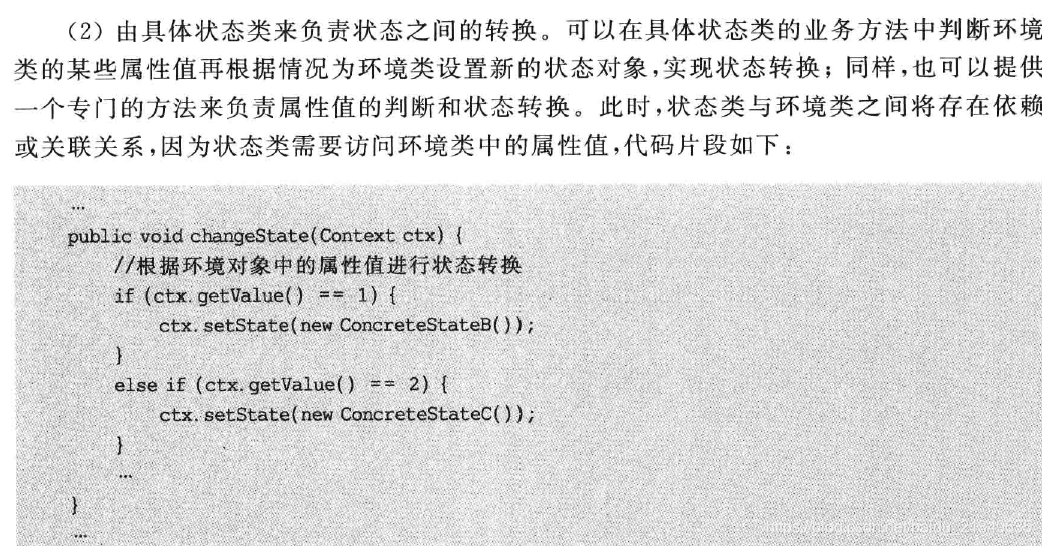 （2）由具体状态类来负责状态之间的转换。可以在具体状态类的业务方法中判断环境
类的某些属性值再根据情况为环境类设置新的状态对象，实现状态转换；同样，也可以提供
一个专门的方法来负责属性值的判断和状态转换。此时，状态类与环境类之间将存在依赖
或关联关系，因为状态类需要访问环境类中的属性值，代码片段如下：
…
public void changeState(Context ctx) {
//根据环境对象中的属性值进行状态转换
if (ctx.getValue() == 1) {
ctx.setState(new ConcreteStateB());
}
else if (ctx.getValue() == 2) {
ctx.setState(new ConcreteStateC());
}
…
}
…